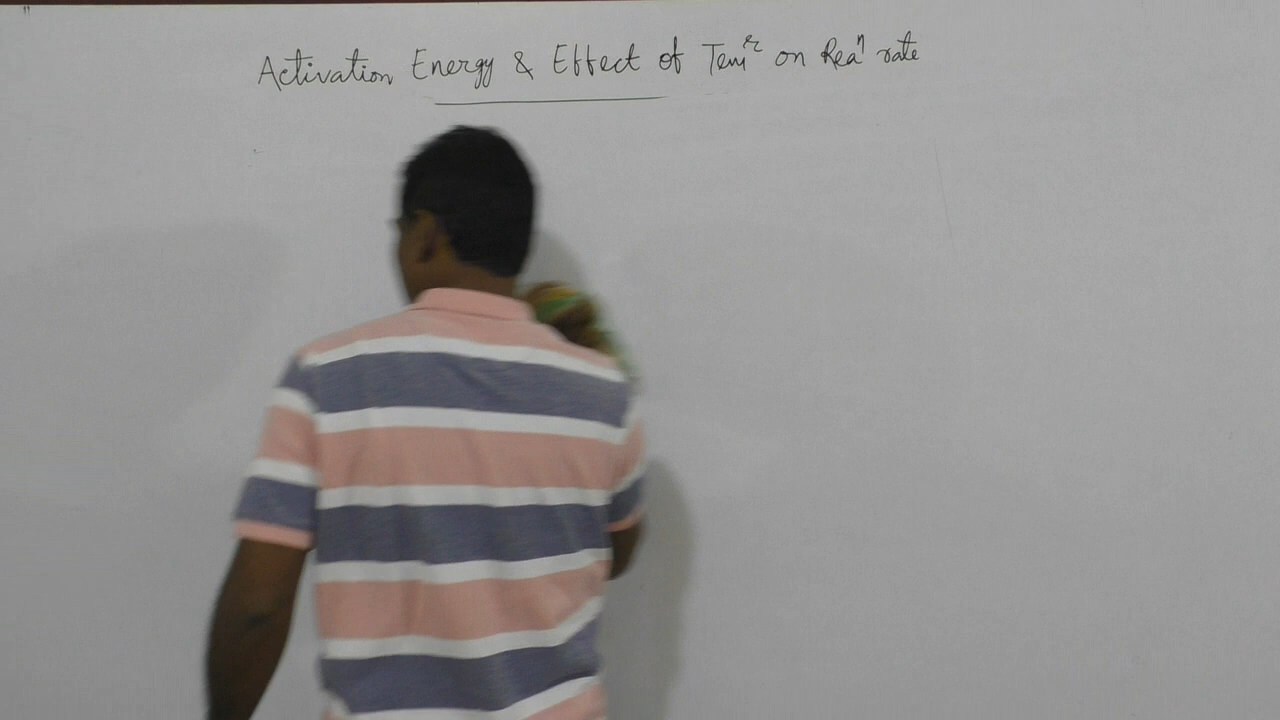 Activation Energy & Effect of Temʳ on Reaⁿ rate